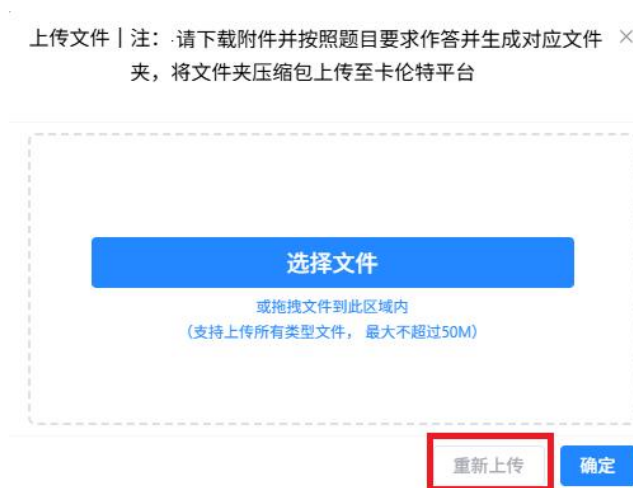 上传文件丨注：·请下载附件并按照题目要求作答并生成对应文件
夹，将文件夹压缩包上传至卡伦特平台
选择文件
或拖拽文件到此区域内
（支持上传所有类型文件， 最大不超过50M）
重新上传
确定